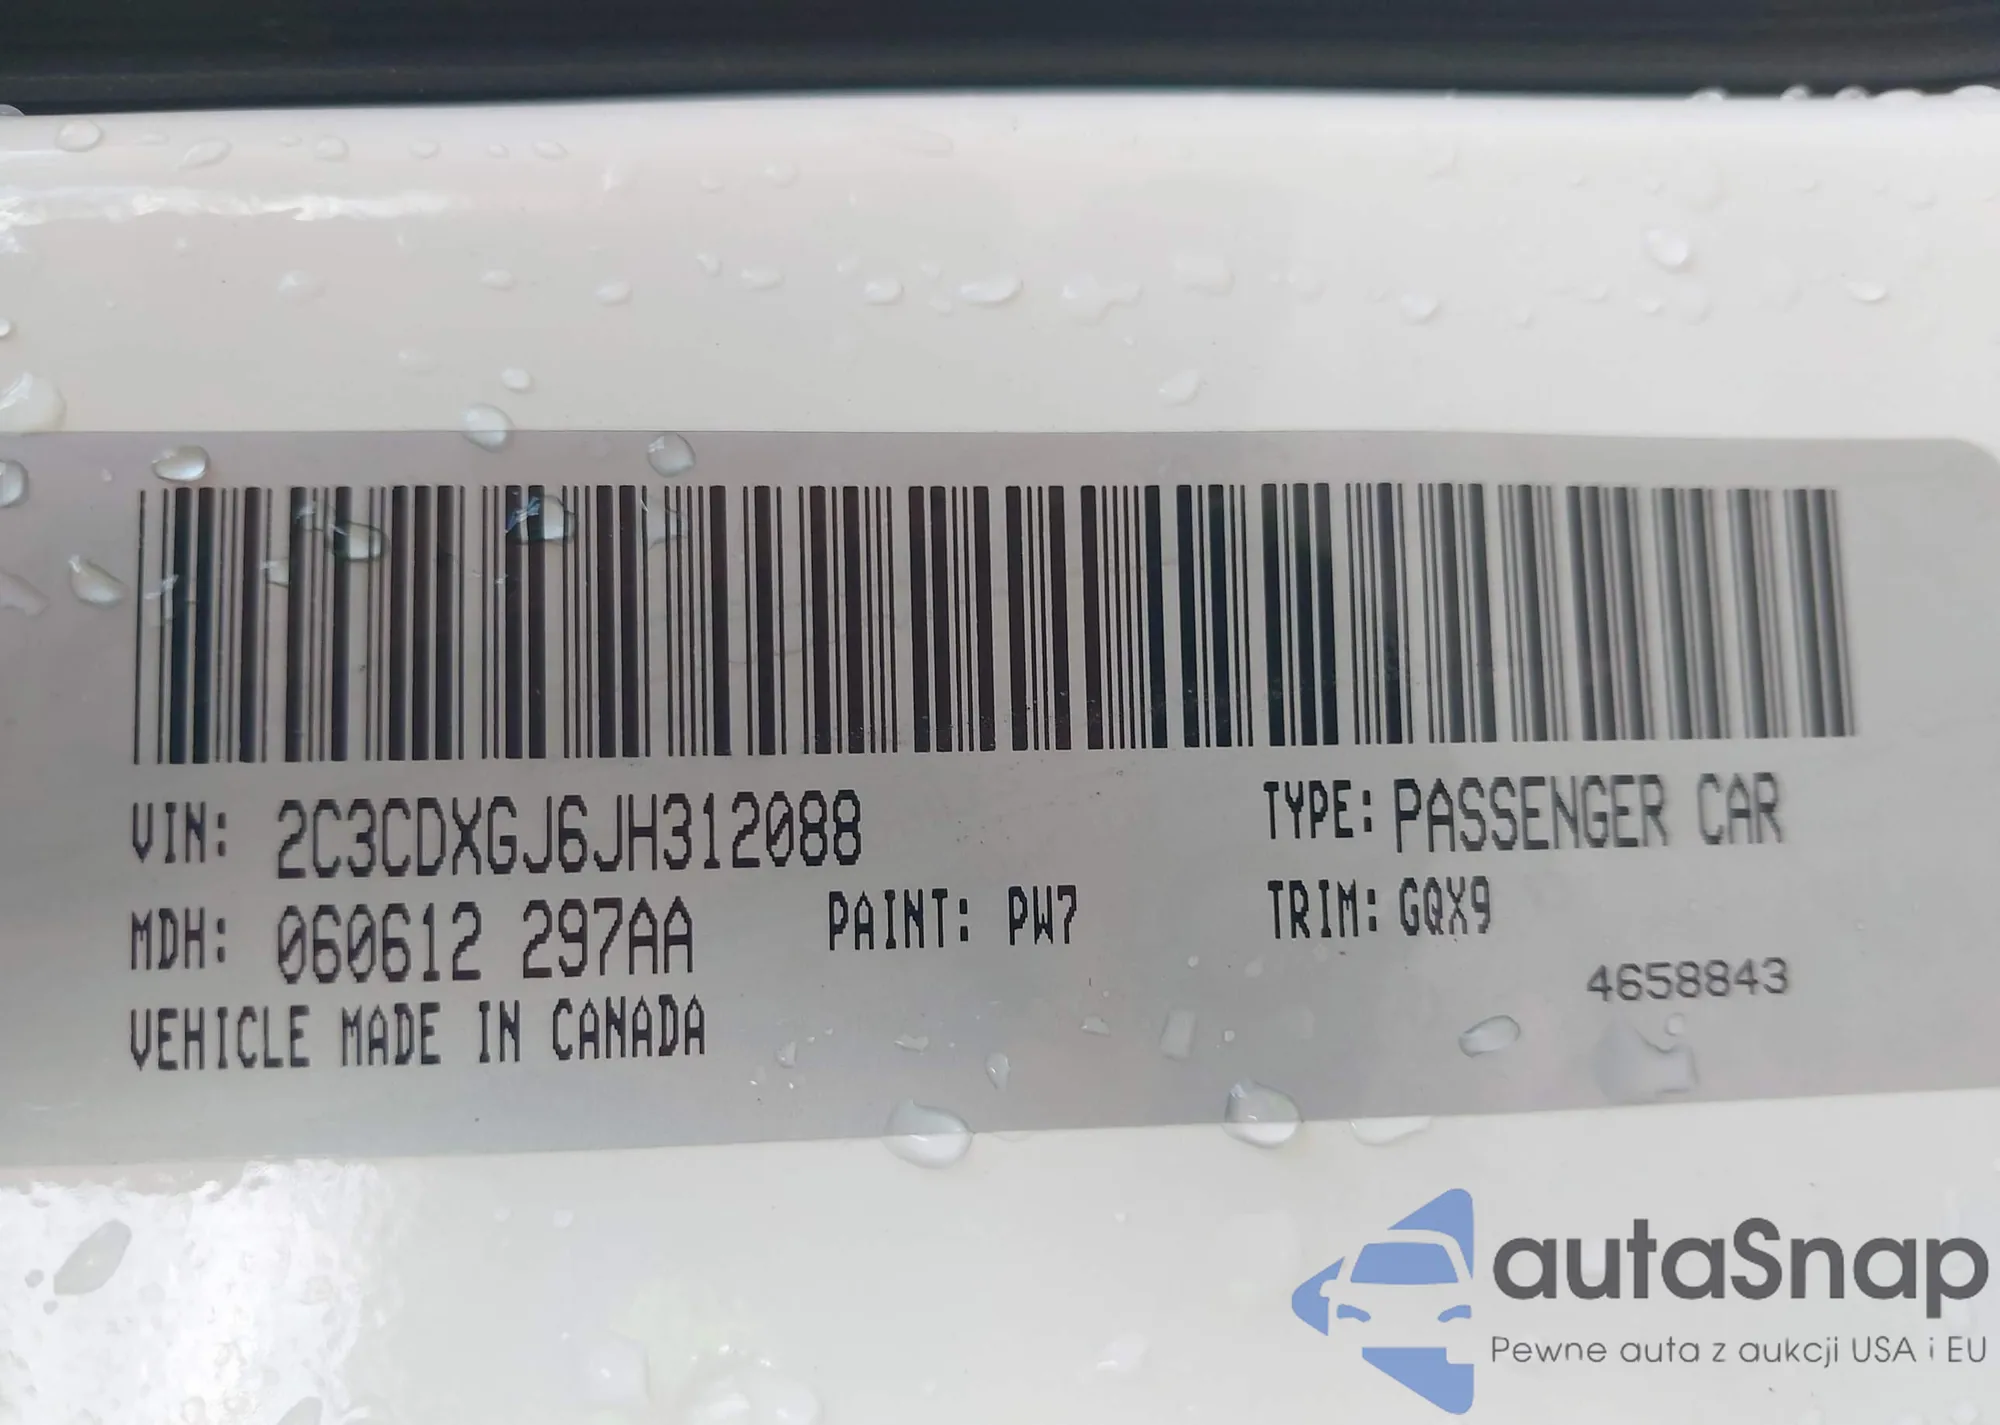 VIN: 2C3CDXGJ6JH312088 TYPE: PASSENGER CAR
MDH: 060612 297AA PAINT: PW7 TRIM: GQX9
4658843
VEHICLE MADE IN CANADA
autaSnap
Pewne auta z aukcji USA i EU